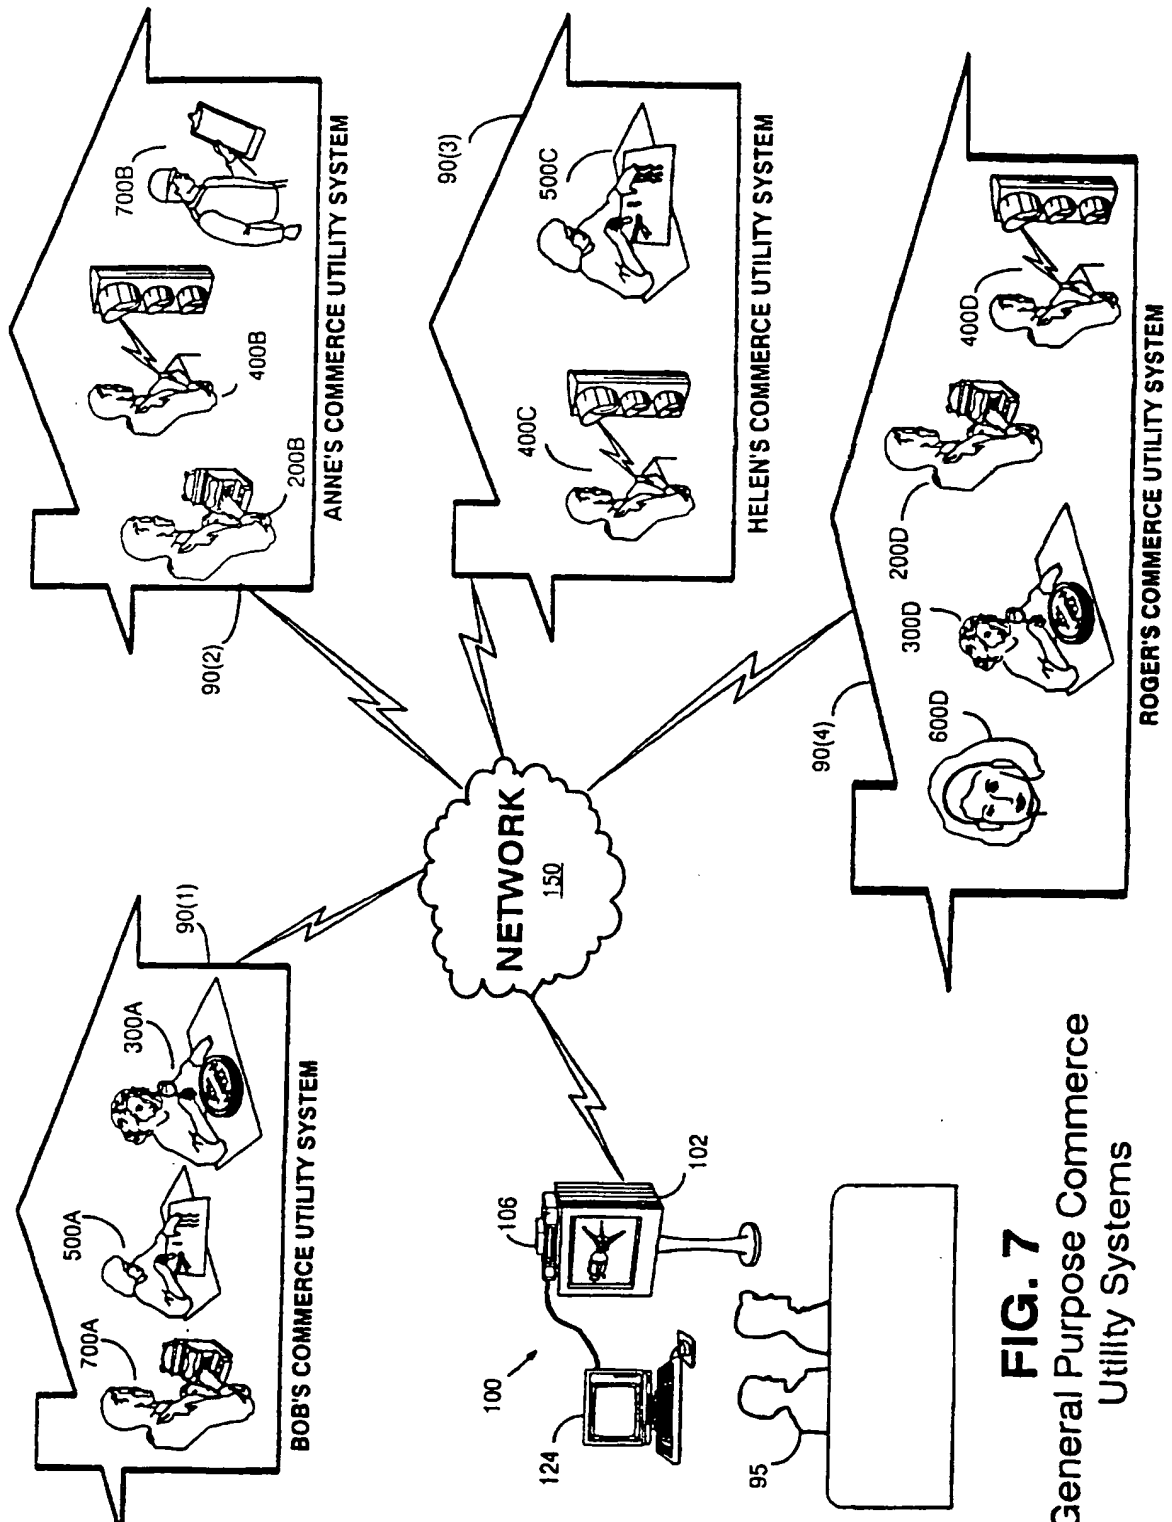 700A
500A
300A
90(1)
BOB'S COMMERCE UTILITY SYSTEM
90(2)
200B
400B
700B
ANNE'S COMMERCE UTILITY SYSTEM
NETWORK
150
400C
500C
90(3)
HELEN'S COMMERCE UTILITY SYSTEM
124
100
106
102
95
90(4)
600D
300D
200D
400D
ROGER'S COMMERCE UTILITY SYSTEM
FIG. 7
General Purpose Commerce
Utility Systems